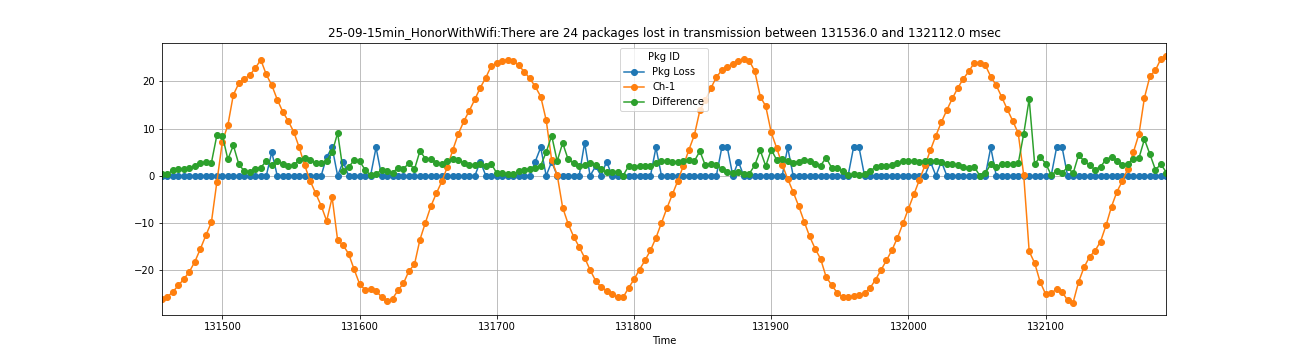 25-09-15min_HonorWithWifi:There are 24 packages lost in transmission between 131536.0 and 132112.0 msec
Pkg ID
Pkg Loss
Ch-1
Difference
20
10
0
−10
−20
131500 131600 131700 131800 131900 132000 132100
Time